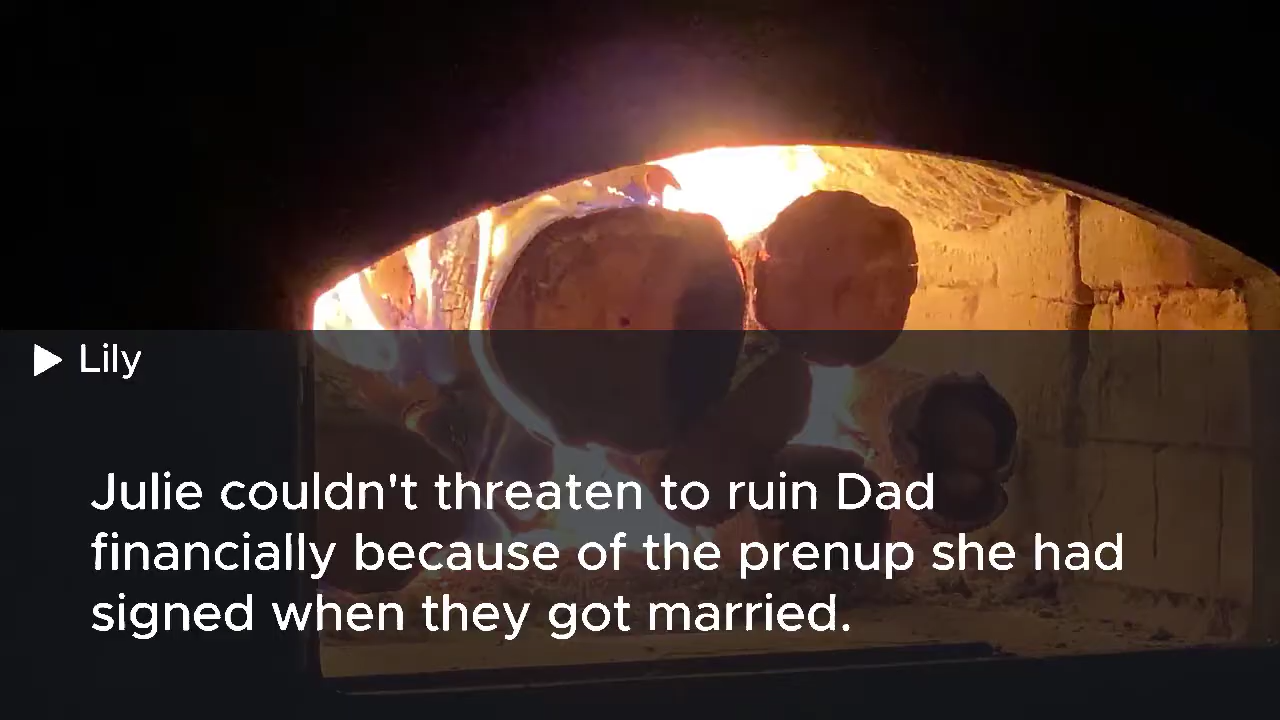 Lily
Julie couldn't threaten to ruin Dad
financially because of the prenup she had
signed when they got married.